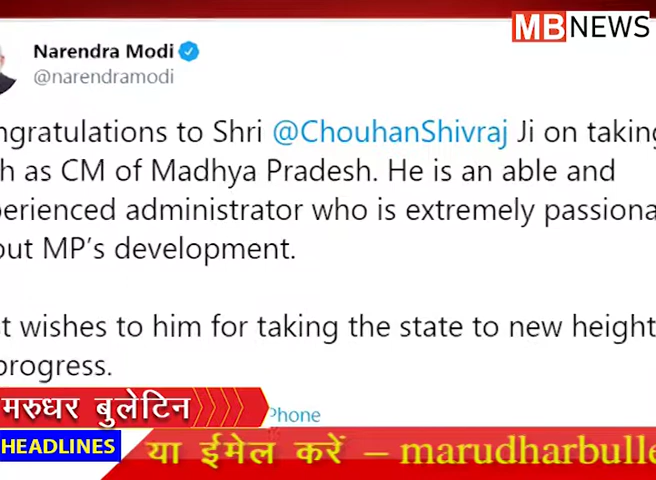 MBNEWS
Narendra Modi
@narendramodi
ngratulations to Shri @ChouhanShivraj Ji on taking
h as CM of Madhya Pradesh. He is an able and
perienced administrator who is extremely passiona
out MP's development.
t wishes to him for taking the state to new height
progress.
Phone
मरुधर बुलेटिन
HEADLINES
या ईमेल करें – marudharbulle